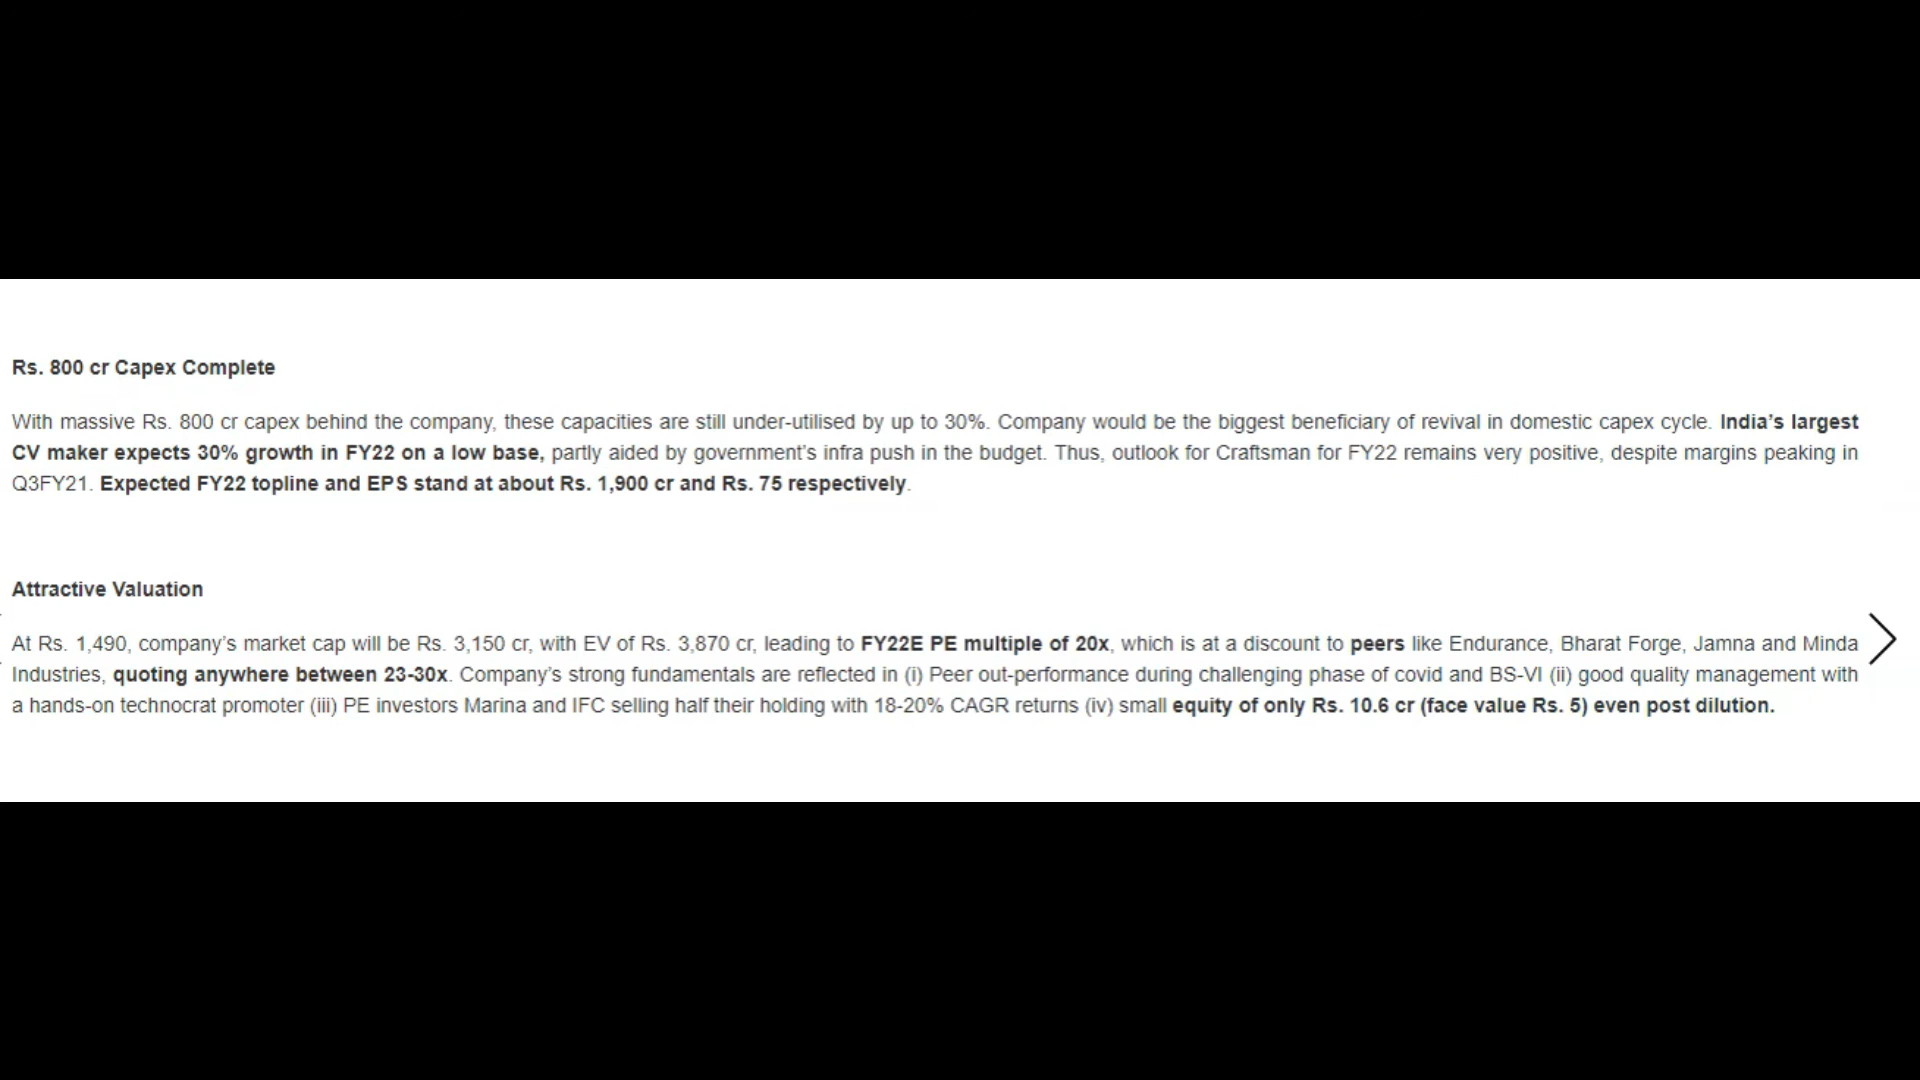 Rs. 800 cr Capex Complete
With massive Rs. 800 cr capex behind the company, these capacities are still under-utilised by up to 30%. Company would be the biggest beneficiary of revival in domestic capex cycle. India’s largest
CV maker expects 30% growth in FY22 on a low base, partly aided by government’s infra push in the budget. Thus, outlook for Craftsman for FY22 remains very positive, despite margins peaking in
Q3FY21. Expected FY22 topline and EPS stand at about Rs. 1,900 cr and Rs. 75 respectively.
Attractive Valuation
At Rs. 1,490, company’s market cap will be Rs. 3,150 cr, with EV of Rs. 3,870 cr, leading to FY22E PE multiple of 20x, which is at a discount to peers like Endurance, Bharat Forge, Jamna and Minda
Industries, quoting anywhere between 23-30x. Company’s strong fundamentals are reflected in (i) Peer out-performance during challenging phase of covid and BS-VI (ii) good quality management with
a hands-on technocrat promoter (iii) PE investors Marina and IFC selling half their holding with 18-20% CAGR returns (iv) small equity of only Rs. 10.6 cr (face value Rs. 5) even post dilution.